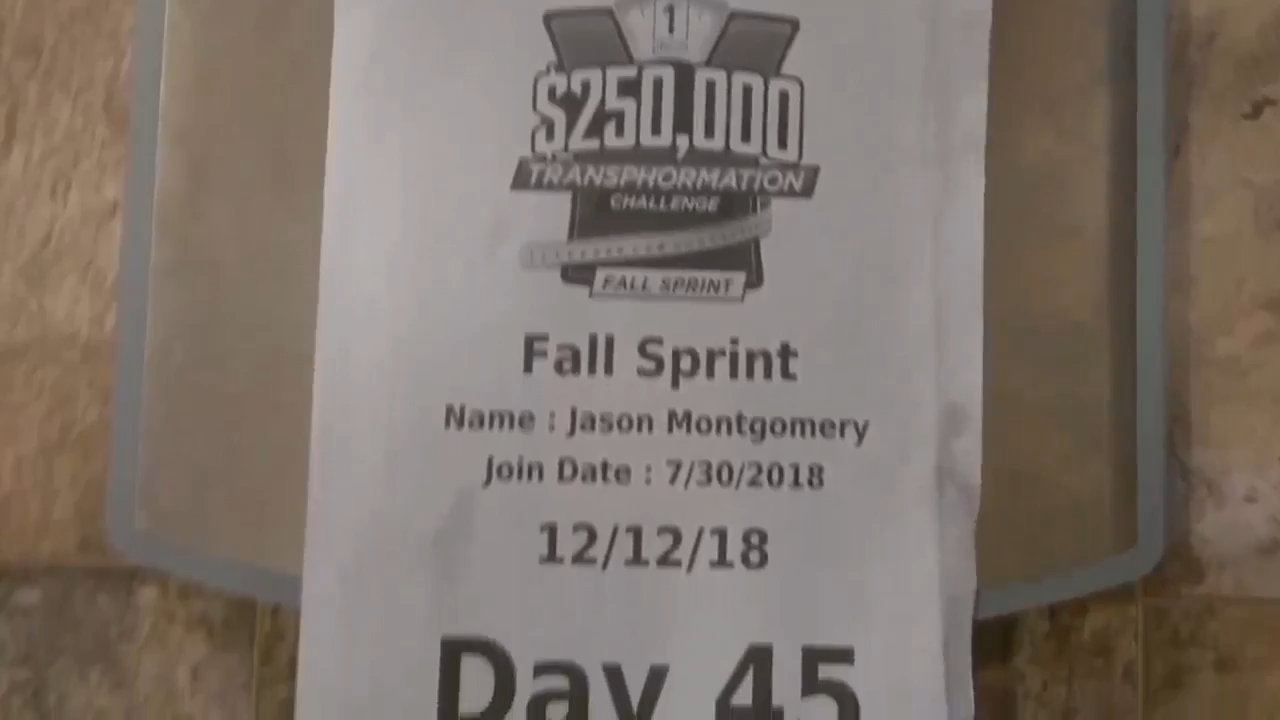 1
$250,000
TRANSPHORMATION
CHALLENGE
FALL SPRINT
Fall Sprint
Name : Jason Montgomery
Join Date : 7/30/2018
12/12/18
Day 45